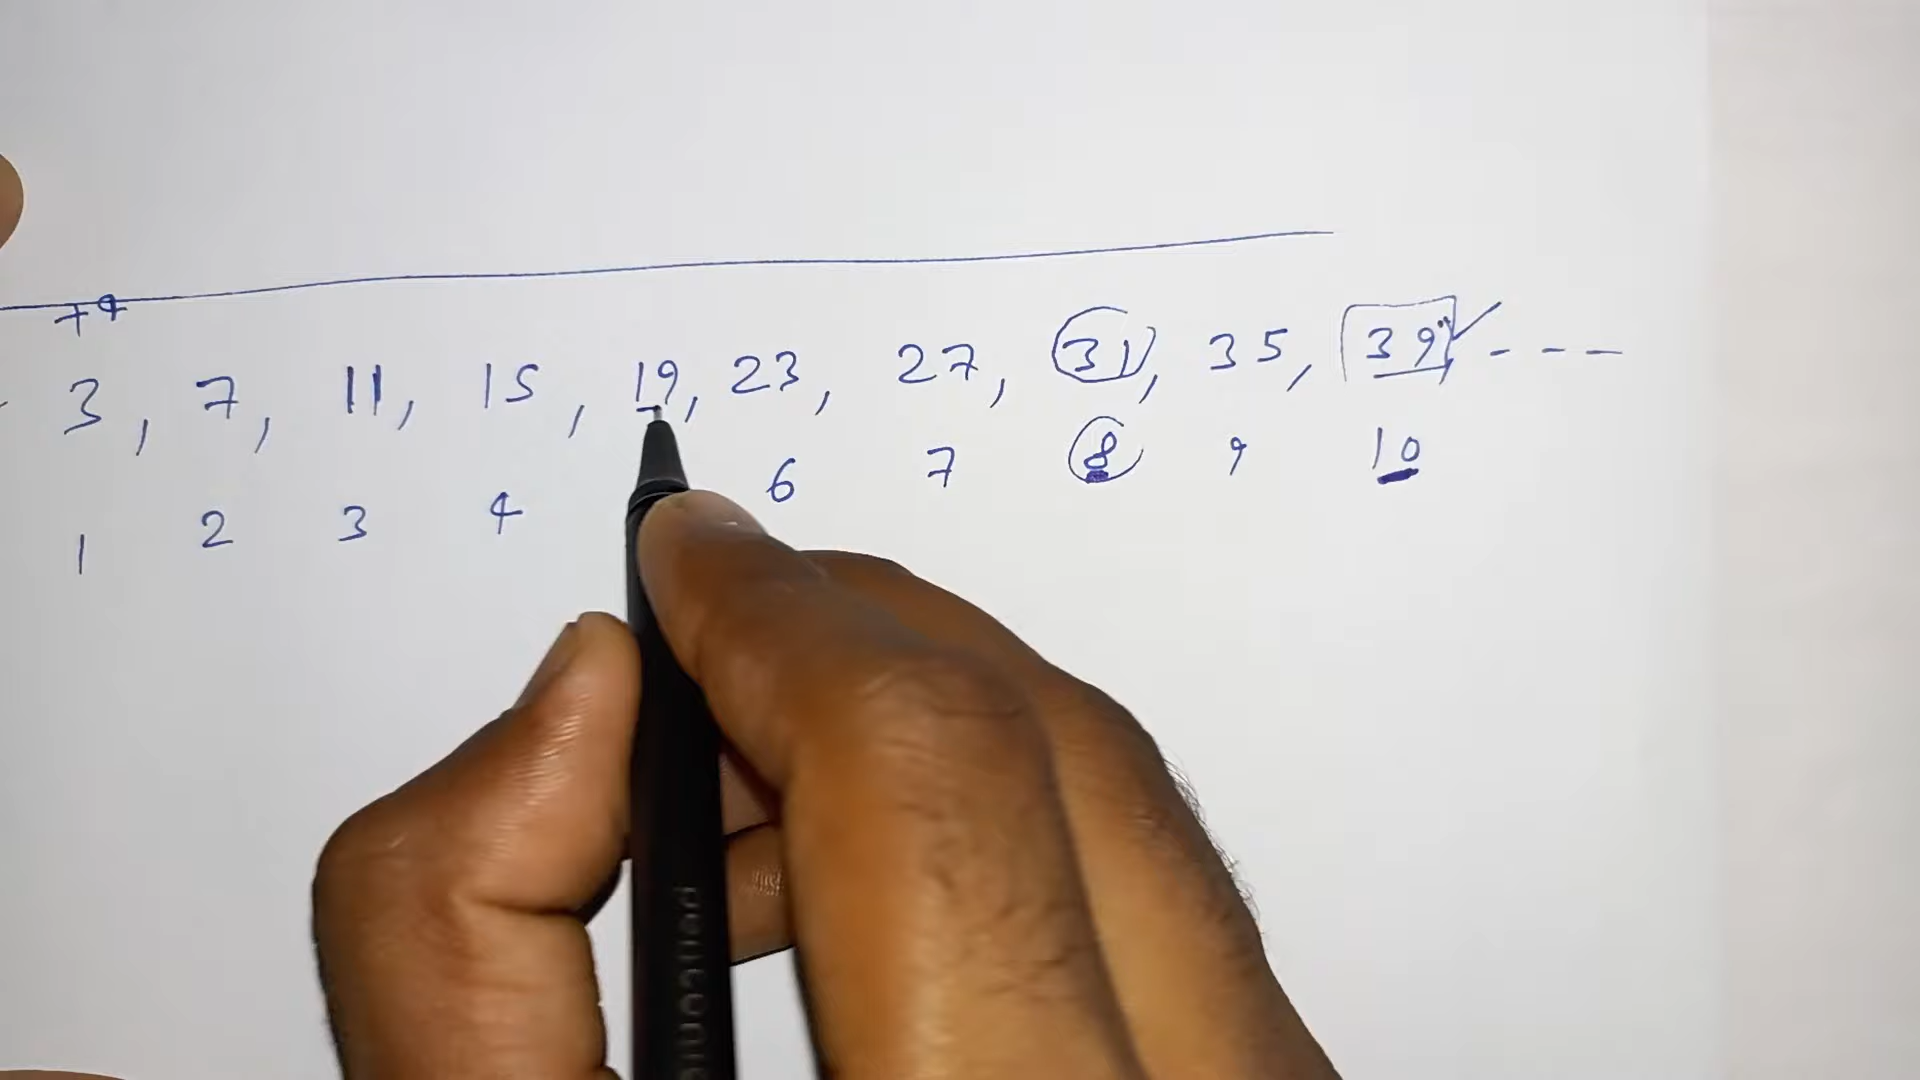 +4
3, 7, 11, 15, 19, 23, 27, 31, 35, 39 ---
1 2 3 4 6 7 8 9 10